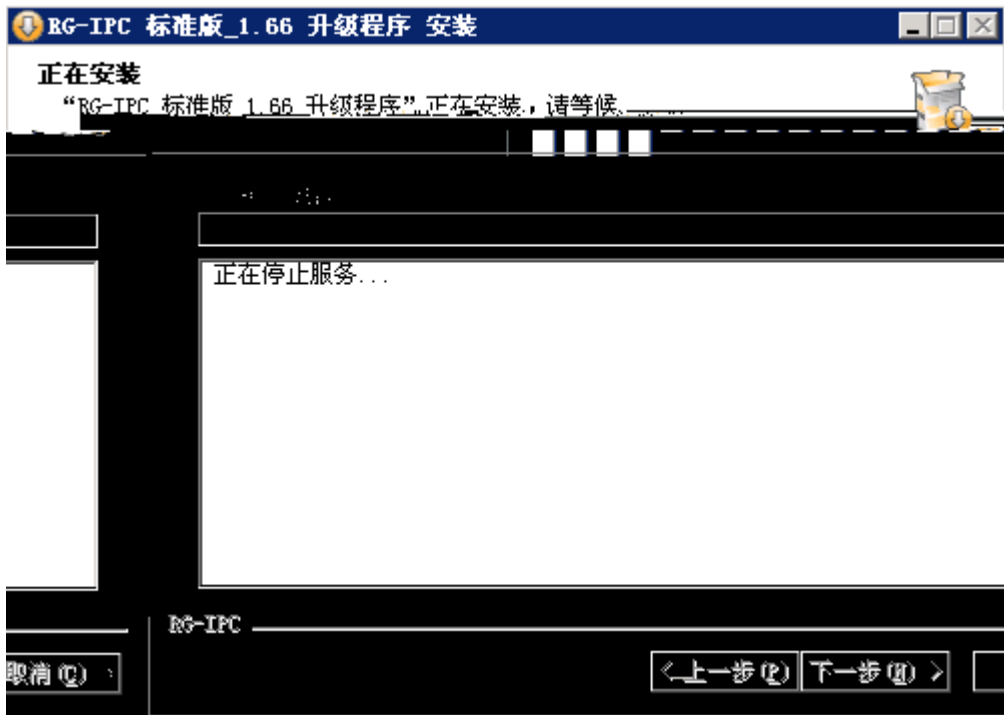 RG-IPC 标准版_1.66 升级程序 安装
正在安装
“RG-IPC 标准版_1.66 升级程序”正在安装，请等候
正在停止服务...
RG-IPC
取消(C)
<上一步(P)
下一步(N) >